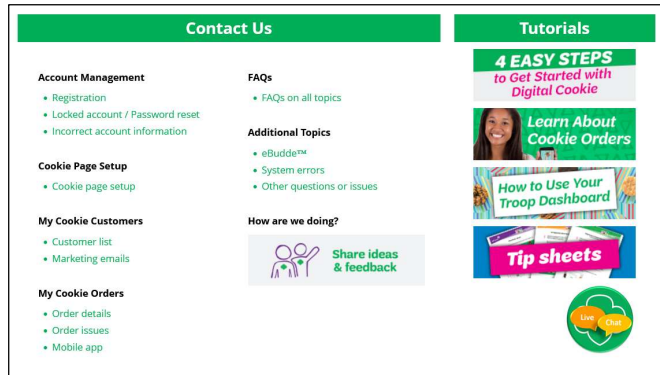 Contact Us
Account Management
Registration
Locked account / Password reset
Incorrect account information
Cookie Page Setup
Cookie page setup
My Cookie Customers
Customer list
Marketing emails
My Cookie Orders
Order details
Order issues
Mobile app
FAQs
FAQs on all topics
Additional Topics
eBudde™
System errors
Other questions or issues
How are we doing?
Share ideas
& feedback
Tutorials
4 EASY STEPS
to Get Started with
Digital Cookie
Learn About
Cookie Orders
How to Use Your
Troop Dashboard
Tip sheets
Live
Chat